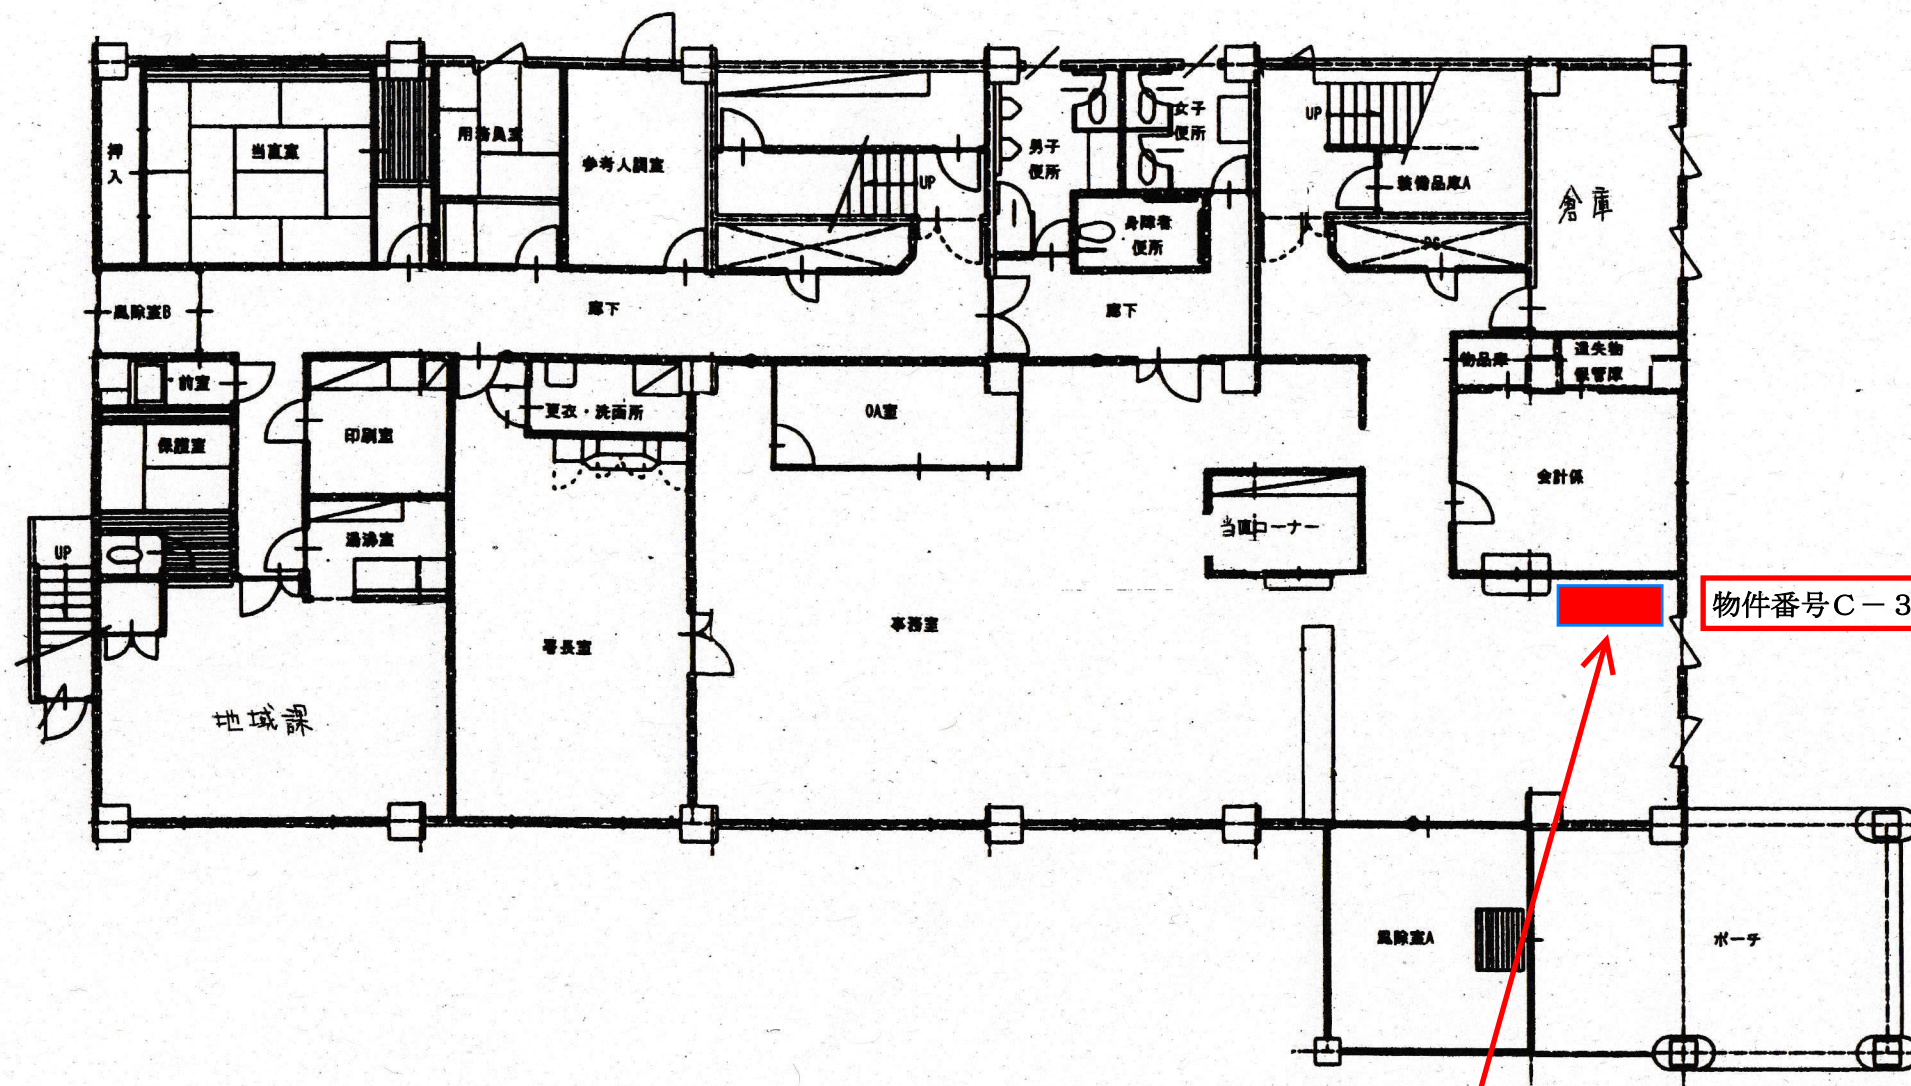 押
入
当直室
用務員室
参考人調室
UP
男子
便所
女子
便所
身障者
便所
UP
装備品庫A
PS
倉庫
風除室B
廊下
廊下
前室
保護室
印刷室
湯沸室
更衣・洗面所
OA室
物品庫
遺失物
保管庫
会計係
当直コーナー
UP
署長室
事務室
地域課
物件番号C－3
風除室A
ポーチ